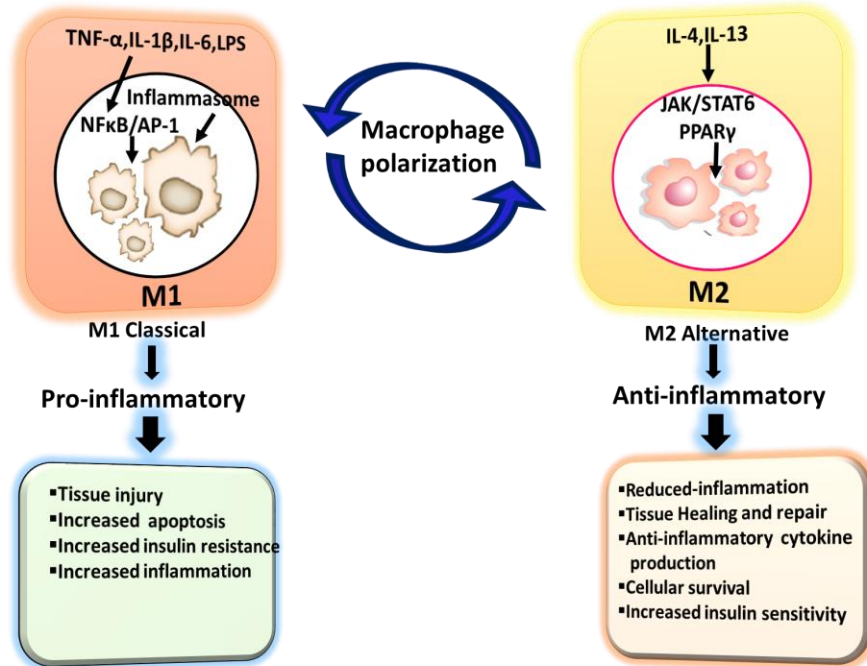 TNF-α,IL-1β,IL-6,LPS
Inflammasome
NFκB/AP-1
M1
M1 Classical
Pro-inflammatory
▪Tissue injury
▪Increased apoptosis
▪Increased insulin resistance
▪Increased inflammation
Macrophage
polarization
IL-4,IL-13
JAK/STAT6
PPARγ
M2
M2 Alternative
Anti-inflammatory
▪Reduced-inflammation
▪Tissue Healing and repair
▪Anti-inflammatory cytokine
production
▪Cellular survival
▪Increased insulin sensitivity